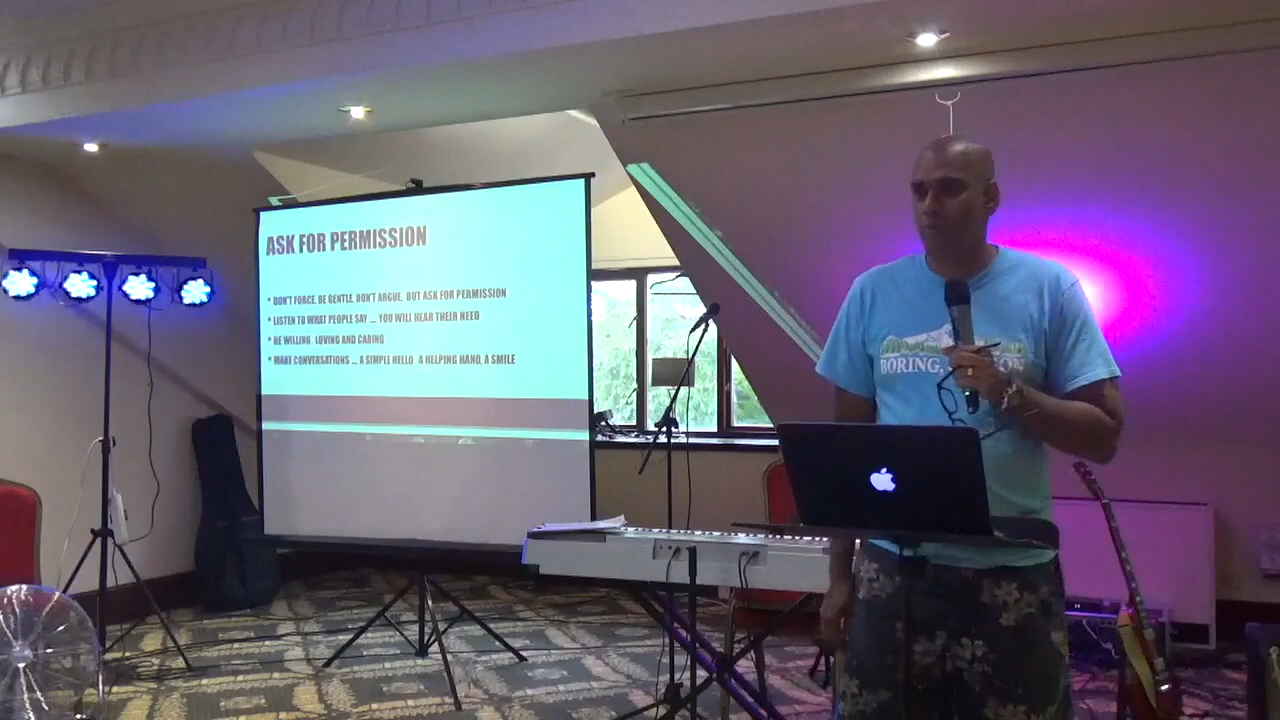 ASK FOR PERMISSION
* DON'T FORCE. BE GENTLE, DON'T ARGUE, BUT ASK FOR PERMISSION
* LISTEN TO WHAT PEOPLE SAY ... YOU WILL HEAR THEIR NEED
* BE WILLING, LOVING AND CARING
* MAKE CONVERSATIONS ... A SIMPLE HELLO A HELPING HAND, A SMILE
BORING,